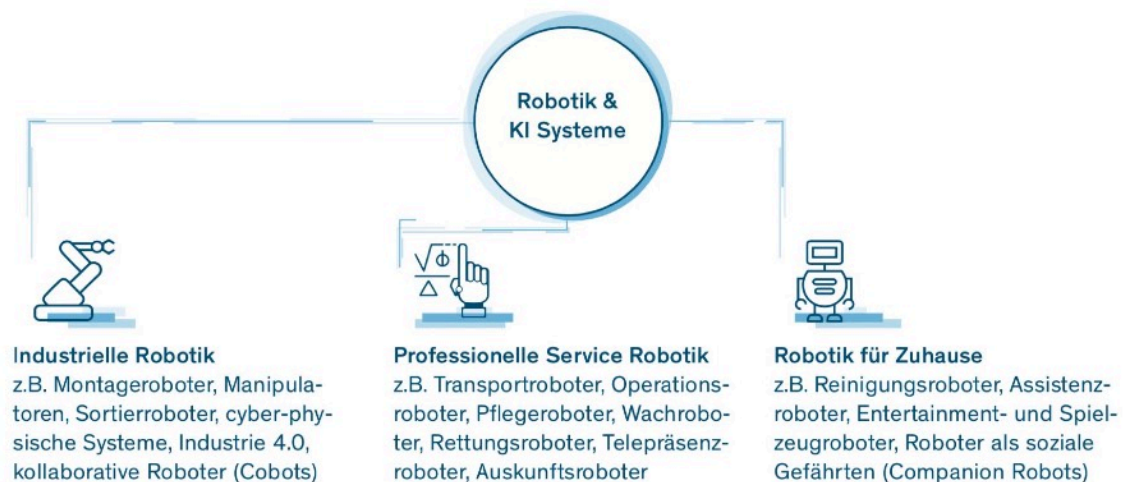 Robotik &
KI Systeme
√ϕ
△
Industrielle Robotik
z.B. Montageroboter, Manipula-
toren, Sortierroboter, cyber-phy-
sische Systeme, Industrie 4.0,
kollaborative Roboter (Cobots)
Professionelle Service Robotik
z.B. Transportroboter, Operations-
roboter, Pflegeroboter, Wachrobo-
ter, Rettungsroboter, Telepräsenz-
roboter, Auskunftsroboter
Robotik für Zuhause
z.B. Reinigungsroboter, Assistenz-
roboter, Entertainment- und Spiel-
zeugroboter, Roboter als soziale
Gefährten (Companion Robots)